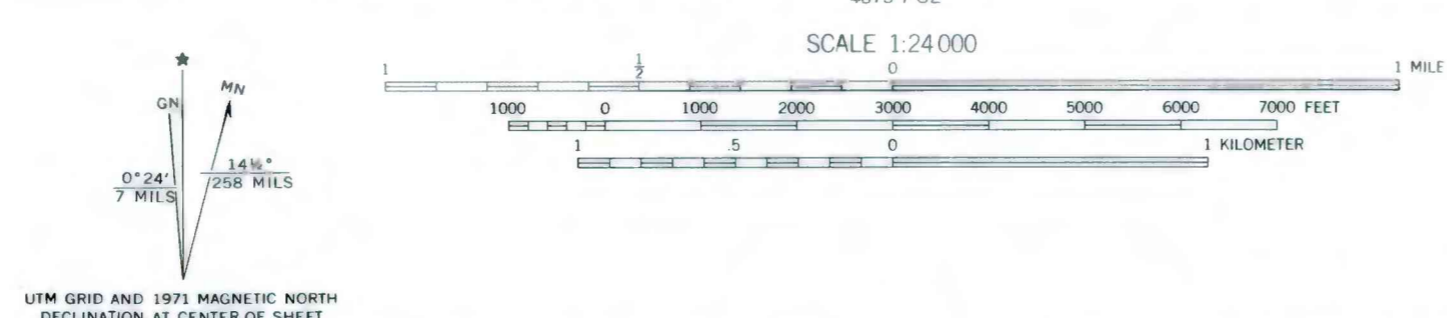 SCALE 1:24 000
1 1/2 0 1 MILE
1000 0 1000 2000 3000 4000 5000 6000 7000 FEET
1 .5 0 1 KILOMETER
★
GN MN
0°24′ 14½°
7 MILS 258 MILS
UTM GRID AND 1971 MAGNETIC NORTH
DECLINATION AT CENTER OF SHEET